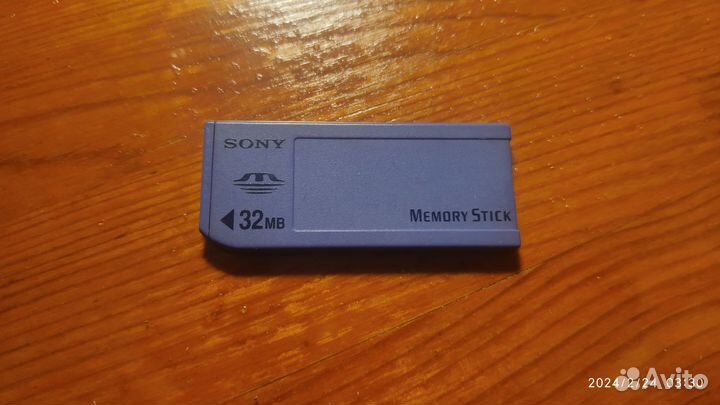 SONY
◀32MB
MEMORY STICK
2024/2/24 03:30
Avito